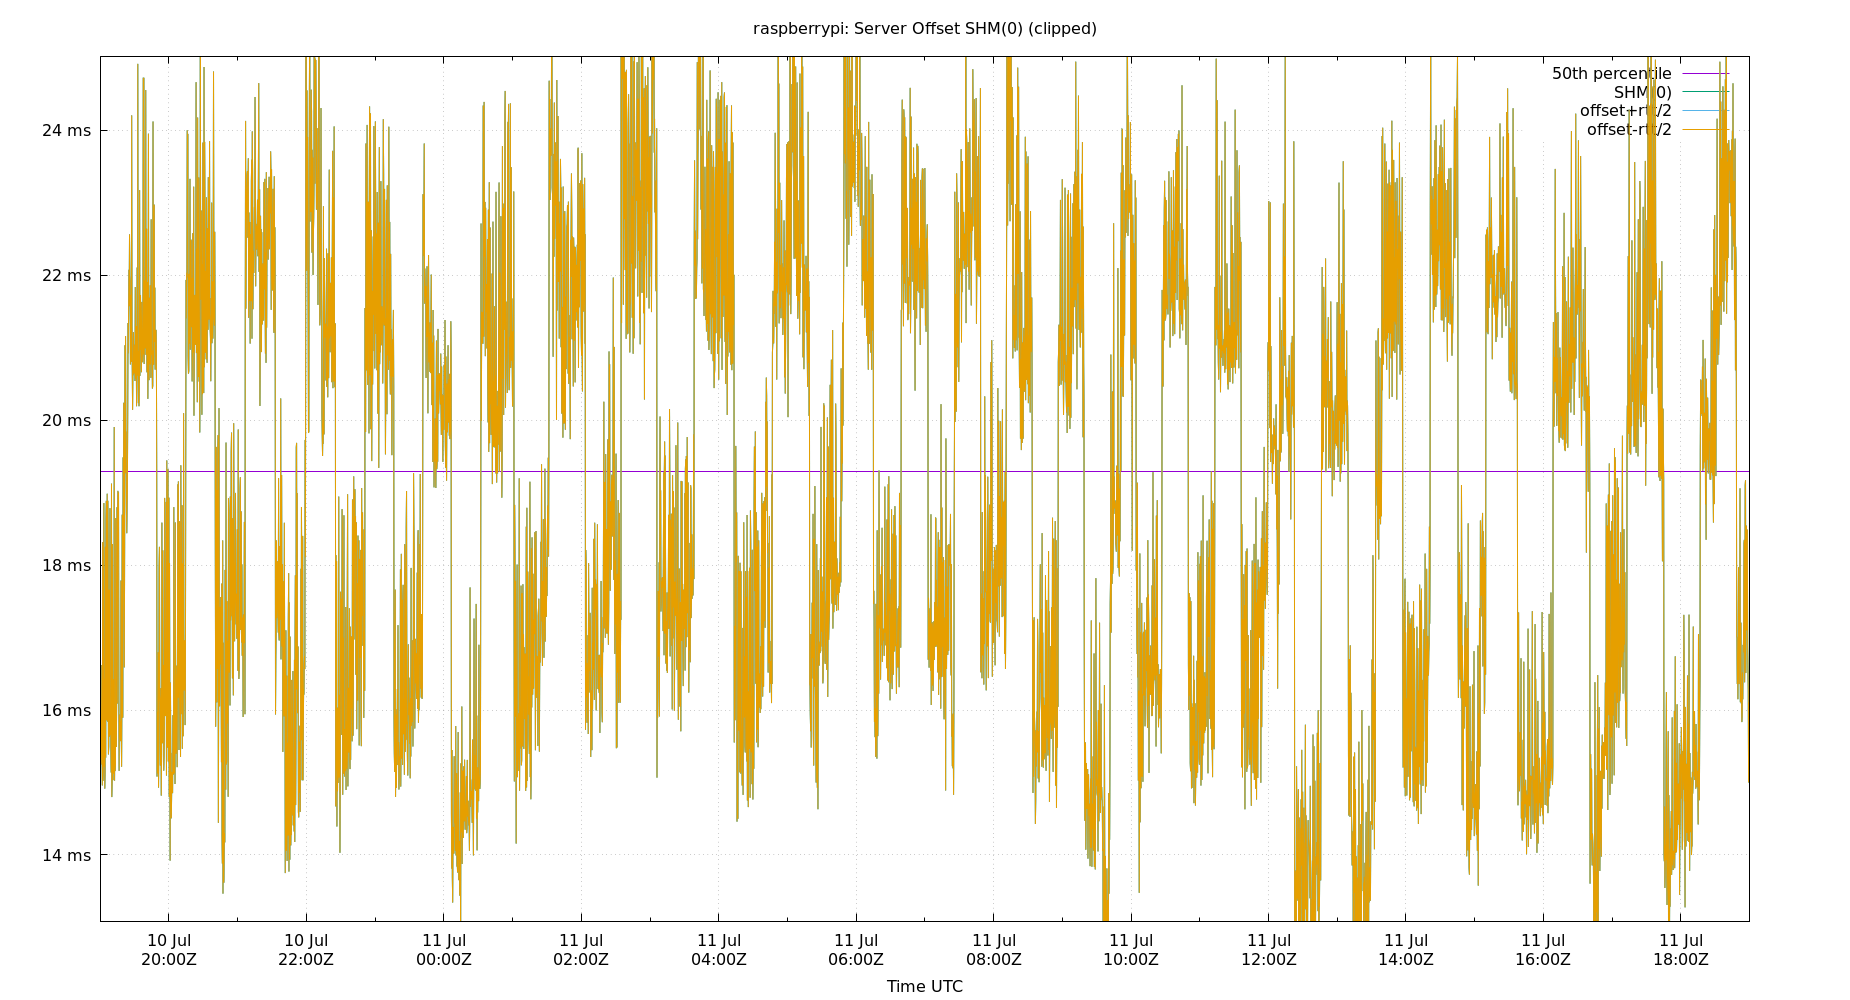 raspberrypi: Server Offset SHM(0) (clipped)
50th percentile
SHM(0)
offset+rtt/2
offset-rtt/2
24 ms
22 ms
20 ms
18 ms
16 ms
14 ms
10 Jul 10 Jul 11 Jul 11 Jul 11 Jul 11 Jul 11 Jul 11 Jul 11 Jul 11 Jul 11 Jul 11 Jul
20:00Z 22:00Z 00:00Z 02:00Z 04:00Z 06:00Z 08:00Z 10:00Z 12:00Z 14:00Z 16:00Z 18:00Z
Time UTC